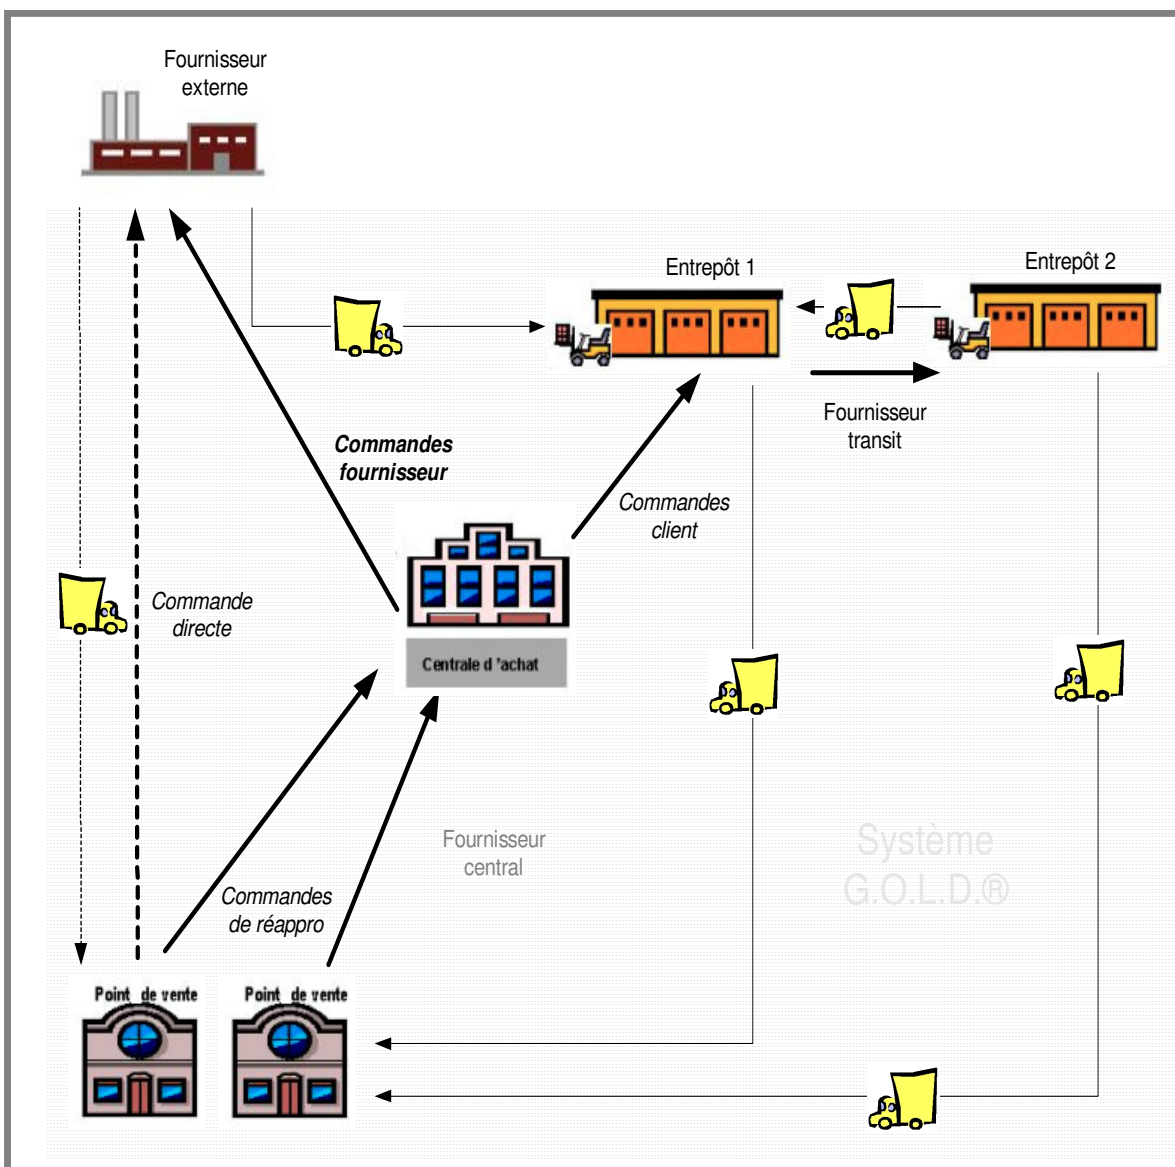 Fournisseur
externe
Entrepôt 1
Entrepôt 2
Fournisseur
transit
Commandes
fournisseur
Commandes
client
Commande
directe
Centrale d 'achat
Fournisseur
central
Système
G.O.L.D.®
Commandes
de réappro
Point de vente
Point de vente